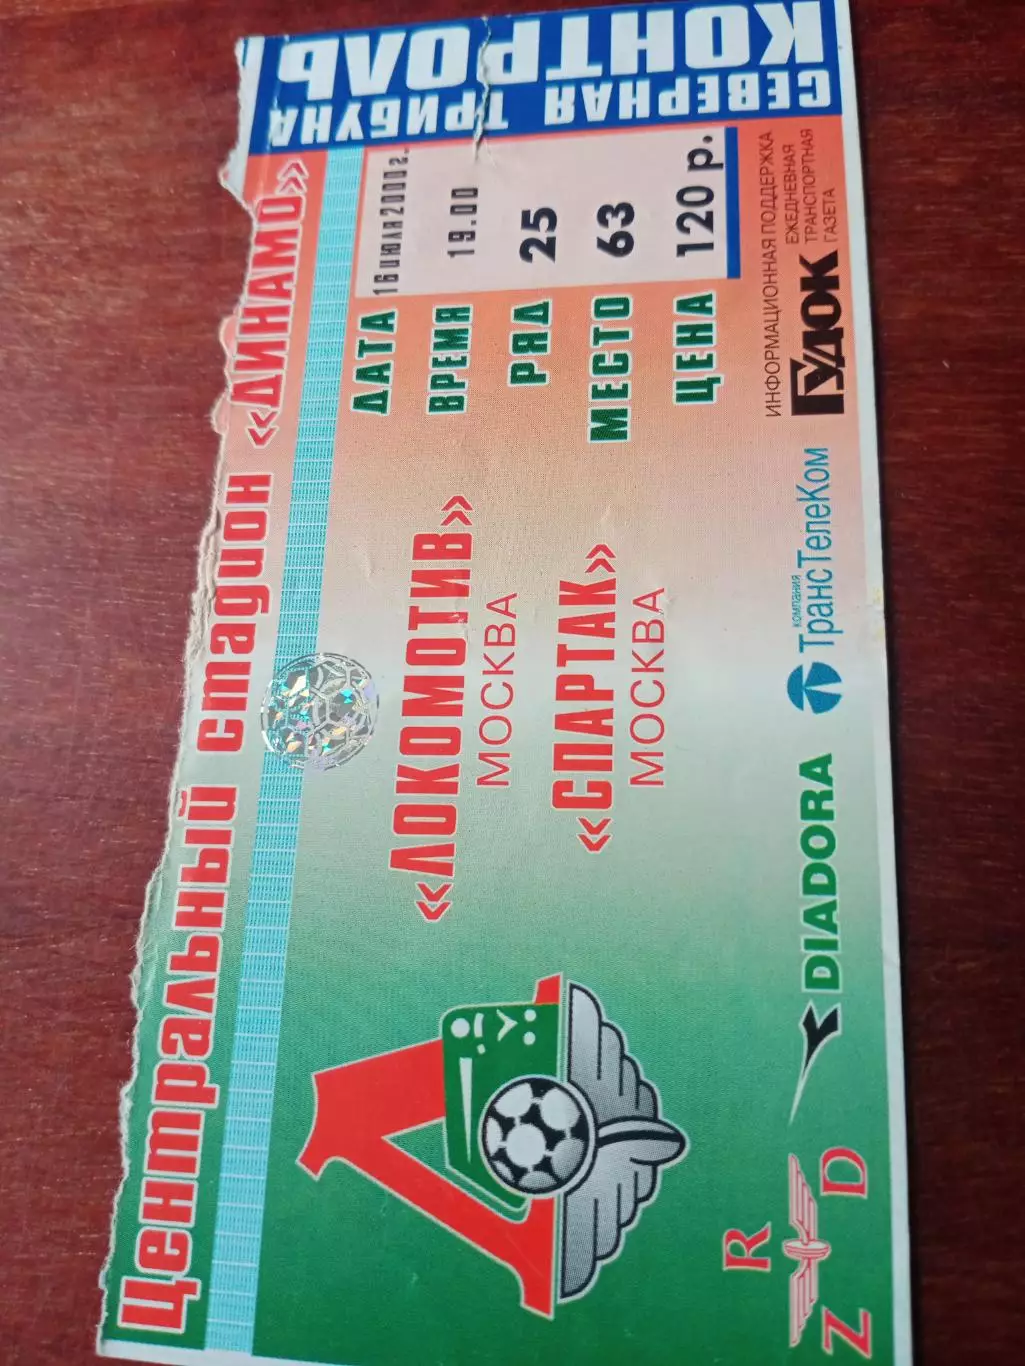 Центральный стадион «ДИНАМО»
«ЛОКОМОТИВ»
МОСКВА
«СПАРТАК»
МОСКВА
ДАТА 16 июля 2000 г.
ВРЕМЯ 19.00
РЯД 25
МЕСТО 63
ЦЕНА 120 р.
R Z D
DIADORA
компания
ТрансТелеКом
ИНФОРМАЦИОННАЯ ПОДДЕРЖКА
ГУДОК
ЕЖЕДНЕВНАЯ
ТРАНСПОРТНАЯ
ГАЗЕТА
СЕВЕРНАЯ ТРИБУНА
КОНТРОЛЬ